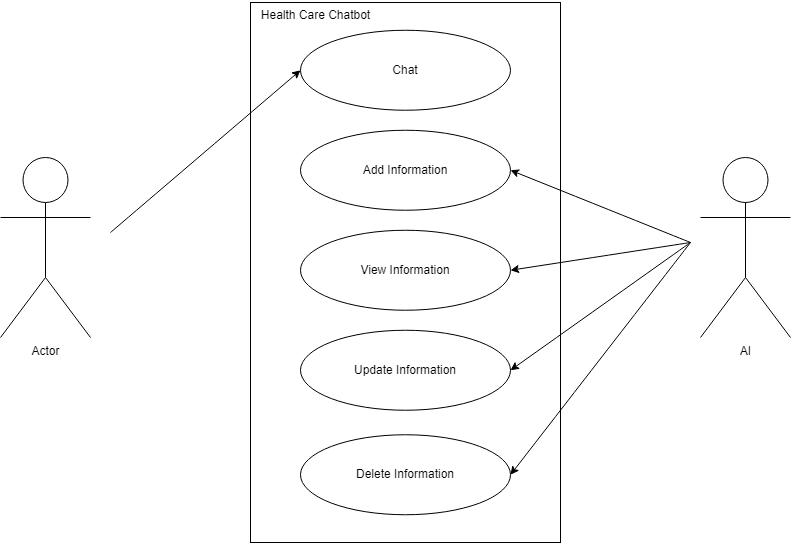 Health Care Chatbot
Chat
Add Information
View Information
Update Information
Delete Information
Actor
AI